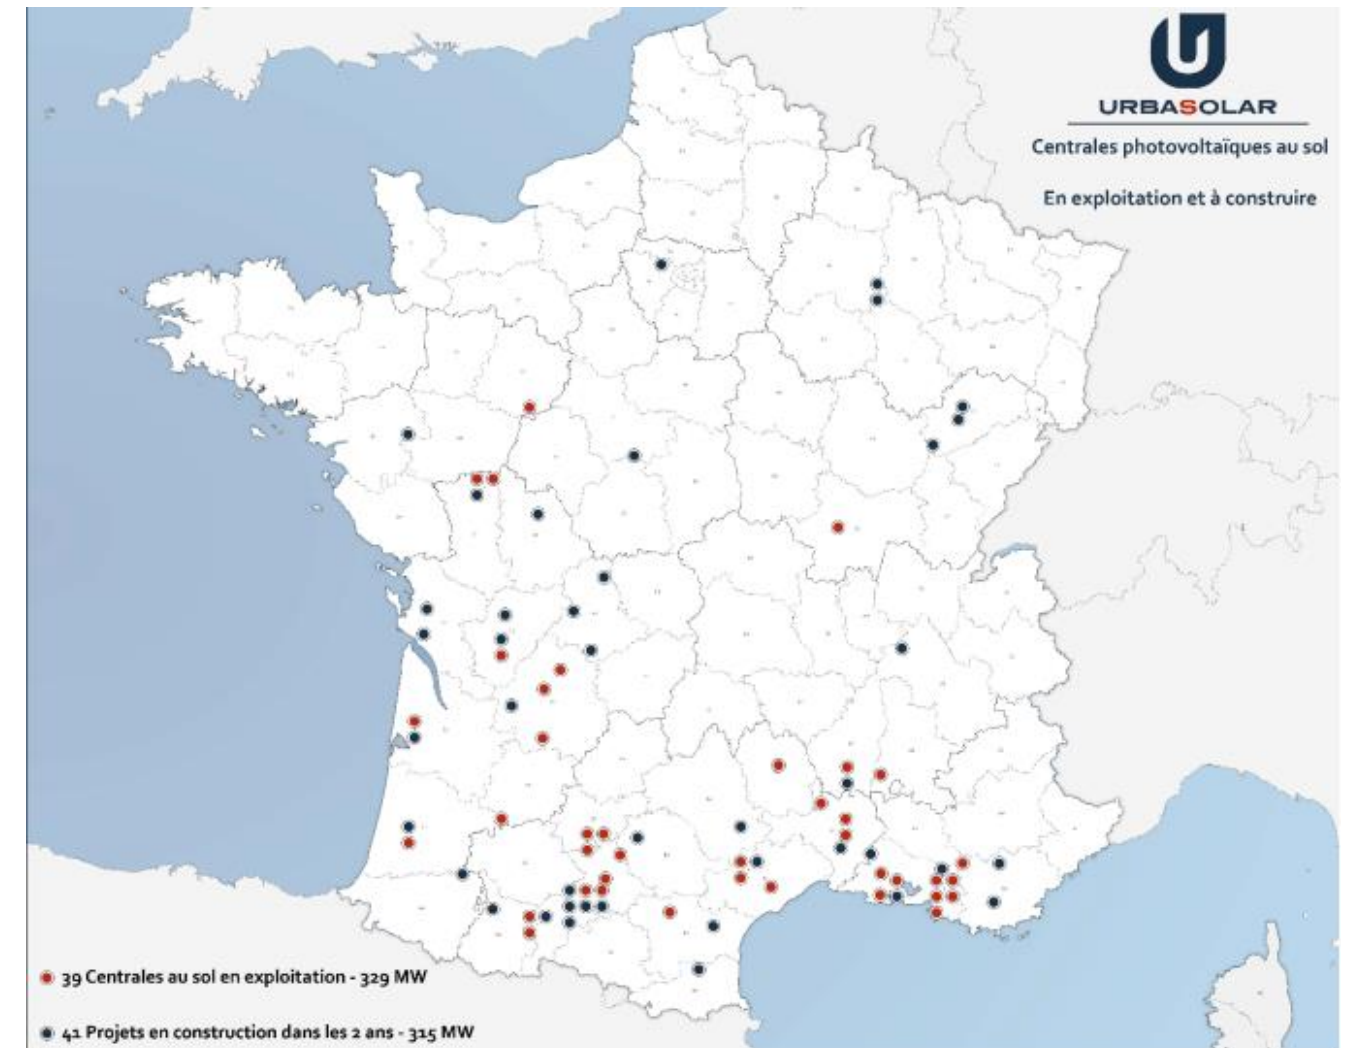 URBASOLAR
Centrales photovoltaïques au sol
En exploitation et à construire
39 Centrales au sol en exploitation - 329 MW
41 Projets en construction dans les 2 ans - 315 MW